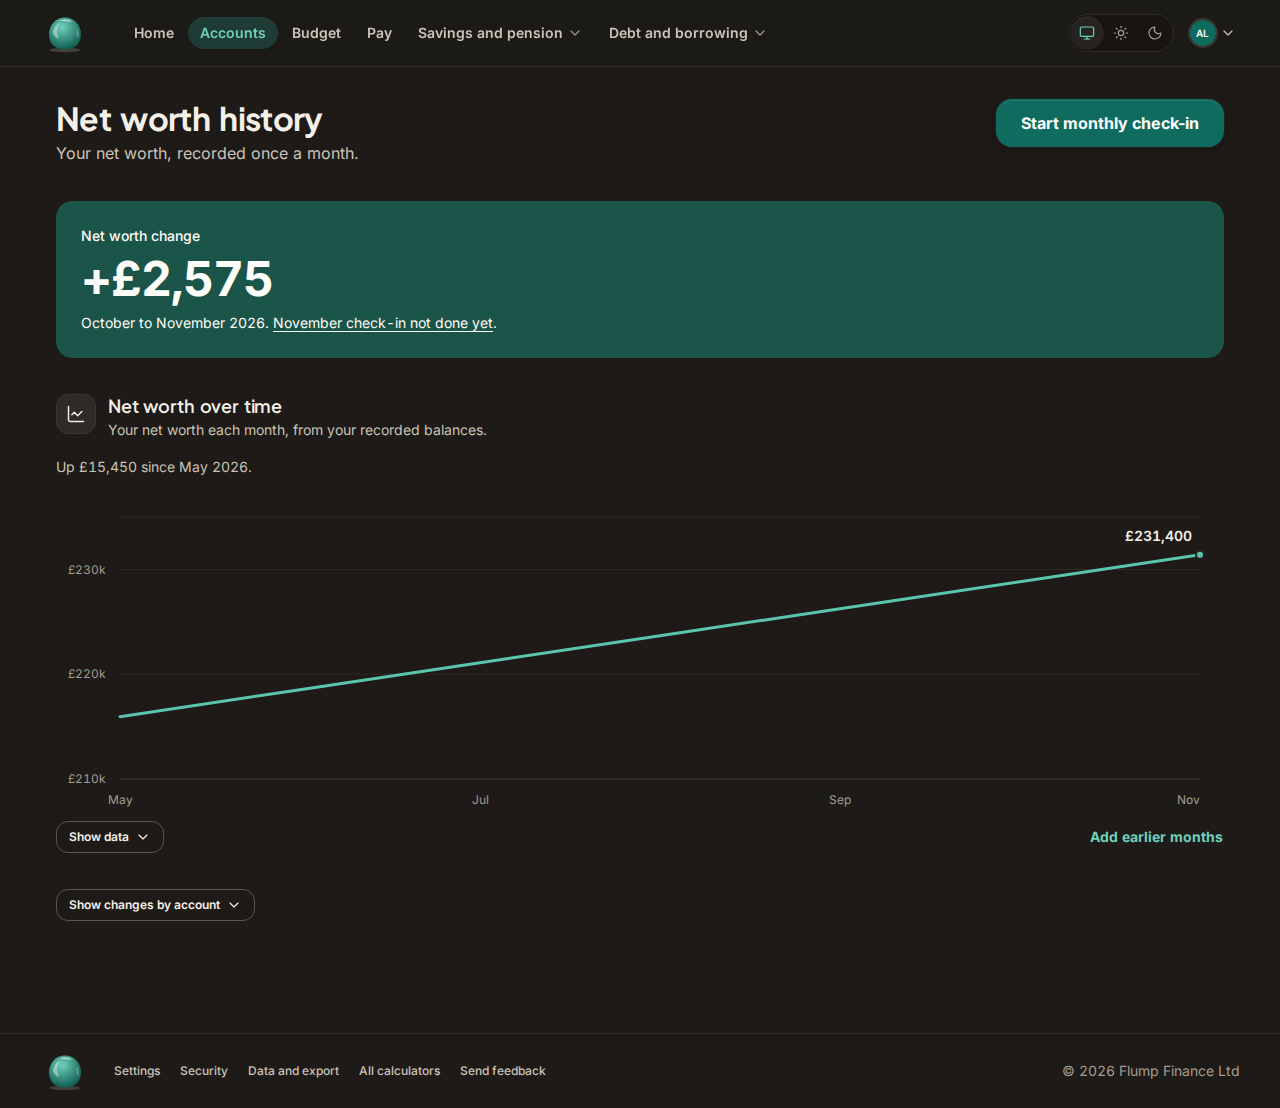 Home Accounts Budget Pay Savings and pension Debt and borrowing AL
Net worth history
Start monthly check-in
Your net worth, recorded once a month.
Net worth change
+£2,575
October to November 2026. November check-in not done yet.
Net worth over time
Your net worth each month, from your recorded balances.
Up £15,450 since May 2026.
£231,400
£230k
£220k
£210k
May Jul Sep Nov
Show data Add earlier months
Show changes by account
Settings Security Data and export All calculators Send feedback © 2026 Flump Finance Ltd